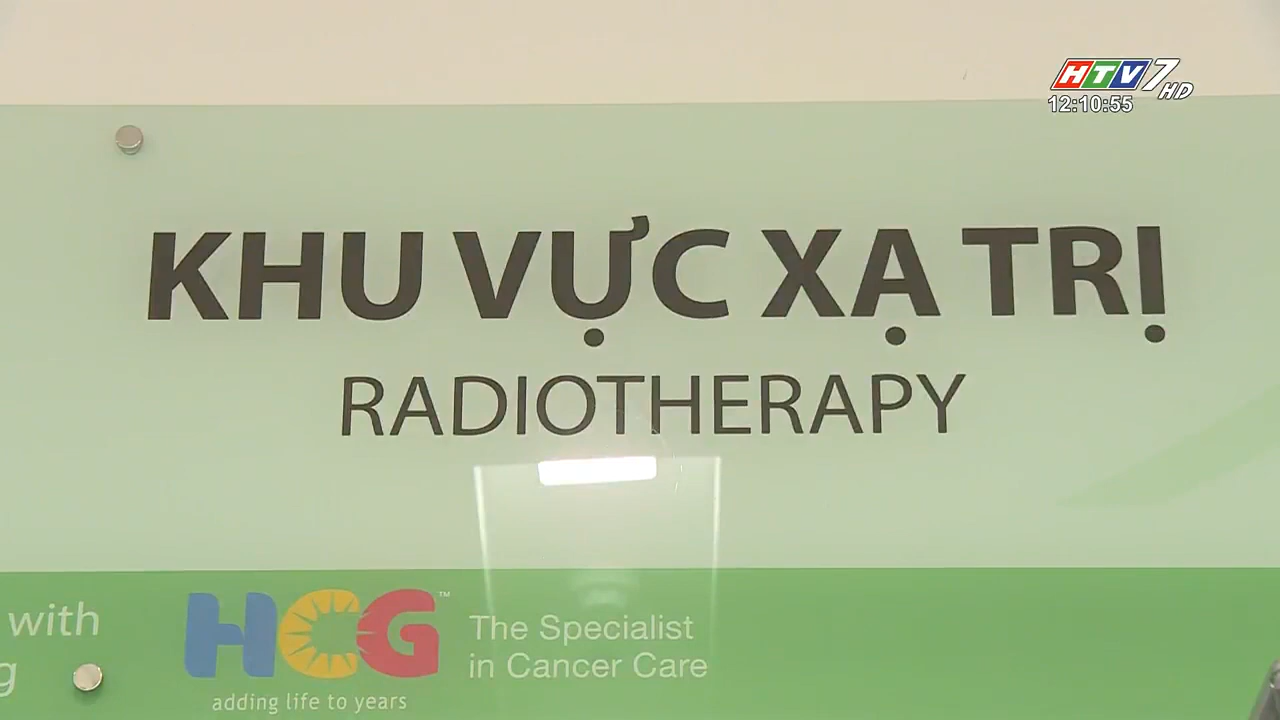 HTV7 HD
12:10:55
KHU VỰC XẠ TRỊ
RADIOTHERAPY
with
g
HCG™
The Specialist
in Cancer Care
adding life to years